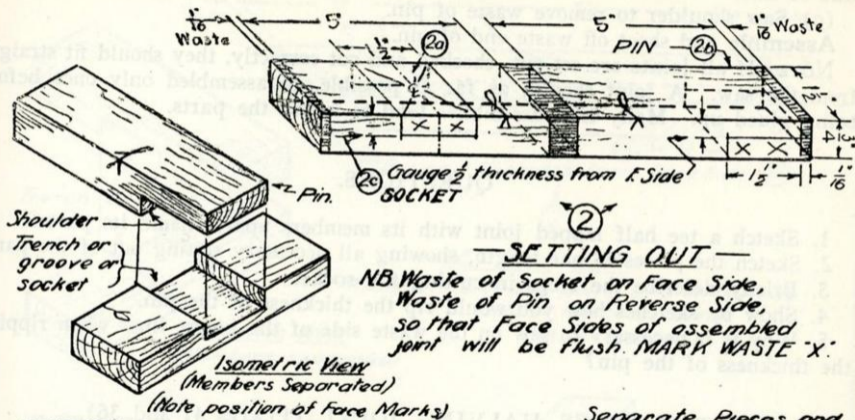 1"/16 Waste
5"
5"
1"/16 Waste
PIN
1 1/2"
2a
2b
3"/4
1 1/2"
1"/16
2c
Gauge 1/2 thickness from F.Side
SOCKET
Pin.
Shoulder
Trench or
groove or
socket
Isometric View
(Members Separated)
(Note position of Face Marks)
2
SETTING OUT.
N.B. Waste of Socket on Face Side,
Waste of Pin on Reverse Side,
so that Face Sides of assembled
joint will be flush. MARK WASTE "X"
Separate Pieces and